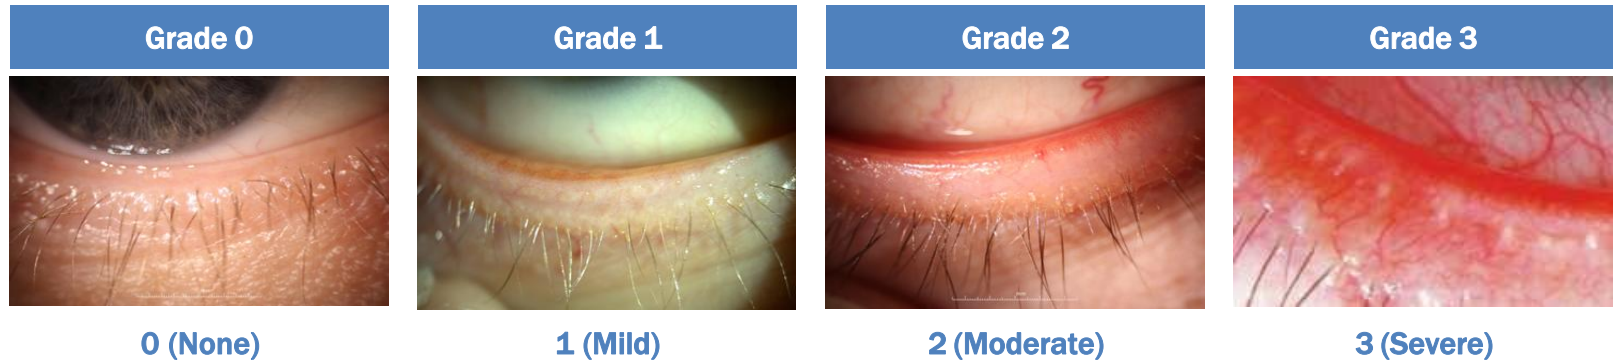 Grade 0
Grade 1
Grade 2
Grade 3
0 (None)
1 (Mild)
2 (Moderate)
3 (Severe)